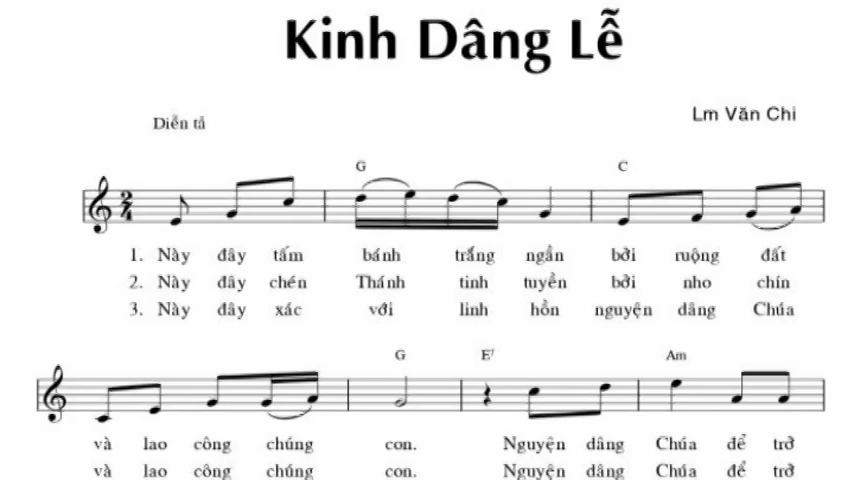 Kinh Dâng Lễ
Lm Văn Chi
Diễn tả
G C
2/4
1. Này đây tấm bánh trắng ngần bởi ruộng đất
2. Này đây chén Thánh tinh tuyền bởi nho chín
3. Này đây xác với linh hồn nguyện dâng Chúa
G E7 Am
và lao công chúng con. Nguyện dâng Chúa để trở
và lao công chúng con. Nguyện dâng Chúa để trở